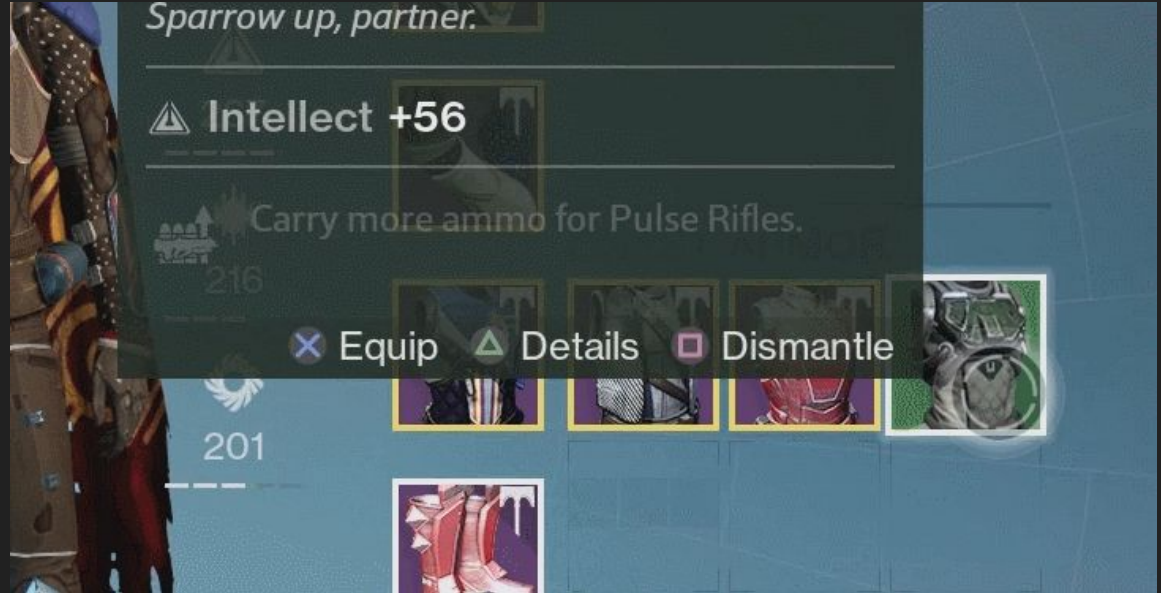 Sparrow up, partner.
Intellect +56
Carry more ammo for Pulse Rifles.
216
Equip Details Dismantle
201